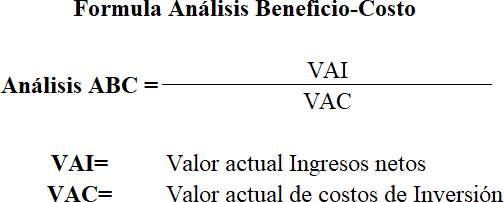 Formula Análisis Beneficio-Costo
Análisis ABC =
VAI
VAC
VAI= Valor actual Ingresos netos
VAC= Valor actual de costos de Inversión